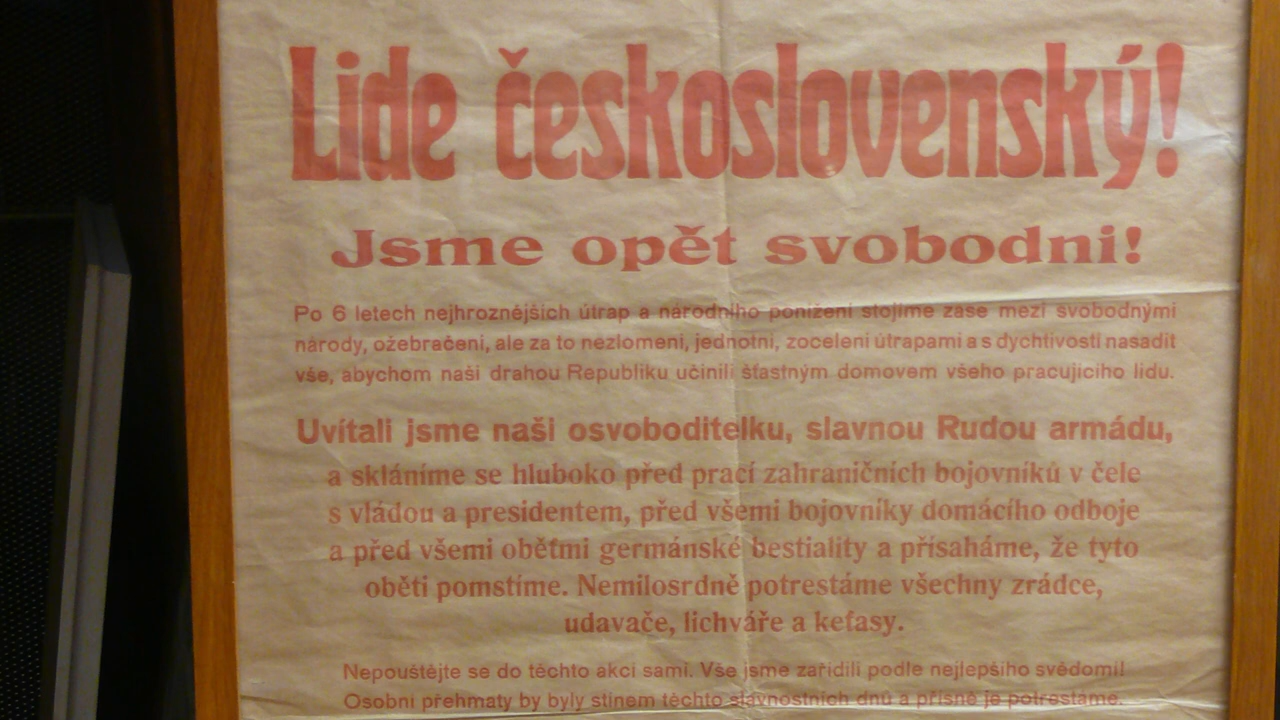 Lide československý!
Jsme opět svobodni!
Po 6 letech nejhroznějších útrap a národního ponížení stojíme zase mezi svobodnými
národy, ožebračeni, ale za to nezlomeni, jednotni, zoceleni útrapami a s dychtivostí nasadit
vše, abychom naši drahou Republiku učinili šťastným domovem všeho pracujícího lidu.
Uvítali jsme naši osvoboditelku, slavnou Rudou armádu,
a skláníme se hluboko před prací zahraničních bojovníků v čele
s vládou a presidentem, před všemi bojovníky domácího odboje
a před všemi oběťmi germánské bestiality a přísaháme, že tyto
oběti pomstíme. Nemilosrdně potrestáme všechny zrádce,
udavače, lichváře a keťasy.
Nepouštějte se do těchto akcí sami. Vše jsme zařídili podle nejlepšího svědomí!
Osobní přehmaty by byly stínem těchto slavnostních dnů a přísně je potrestáme.